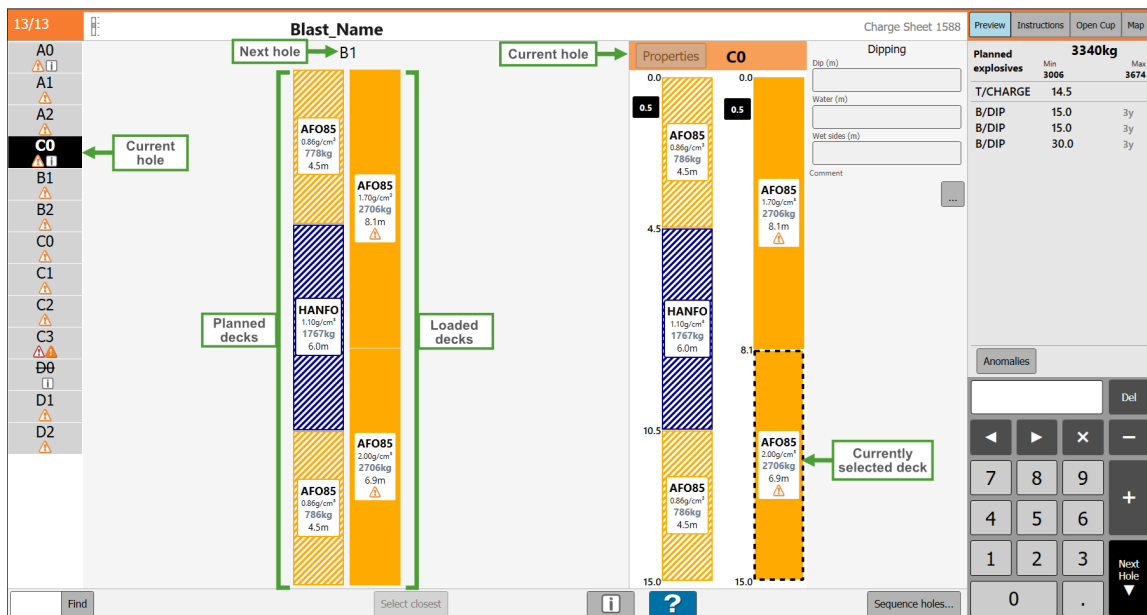 13/13
Blast_Name
Charge Sheet 1588
Preview
Instructions
Open Cup
Map
A0
A1
A2
C0
B1
B2
C0
C1
C2
C3
D0
D1
D2
Current
hole
Next hole
B1
AFO85
0.86g/cm³
778kg
4.5m
HANFO
1.10g/cm³
1767kg
6.0m
AFO85
0.86g/cm³
786kg
4.5m
AFO85
1.70g/cm³
2706kg
8.1m
AFO85
2.00g/cm³
2706kg
6.9m
Planned
decks
Loaded
decks
Current hole
Properties
C0
0.0
0.0
0.5
0.5
AFO85
0.86g/cm³
786kg
4.5m
4.5
HANFO
1.10g/cm³
1767kg
6.0m
10.5
AFO85
0.86g/cm³
786kg
4.5m
15.0
AFO85
1.70g/cm³
2706kg
8.1m
8.1
AFO85
2.00g/cm³
2706kg
6.9m
15.0
Currently
selected deck
Dipping
Dip (m)
Water (m)
Wet sides (m)
Comment
...
Planned
explosives
3340kg
Min
3006
Max
3674
T/CHARGE 14.5
B/DIP 15.0 3y
B/DIP 15.0 3y
B/DIP 30.0 3y
Anomalies
Del
7 8 9
+
4 5 6
1 2 3
Next
Hole
0 .
Find
Select closest
i
?
Sequence holes...